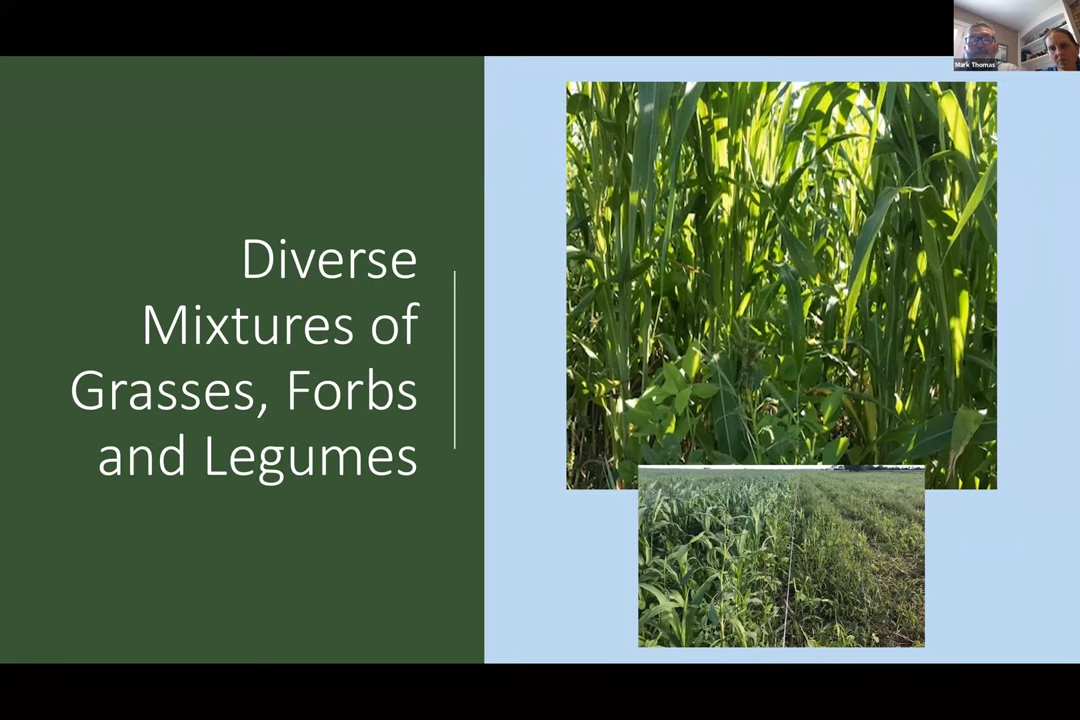 Diverse
Mixtures of
Grasses, Forbs
and Legumes
Mark Thomas